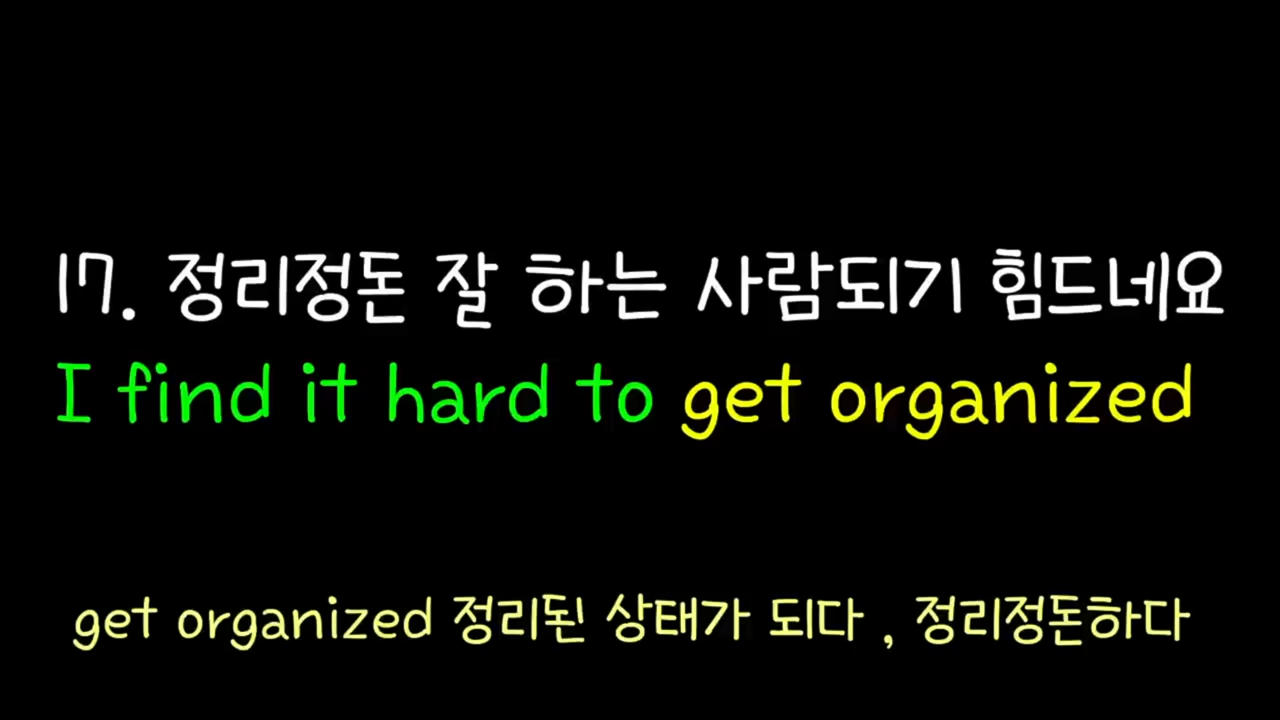 17. 정리정돈 잘 하는 사람되기 힘드네요
I find it hard to get organized
get organized 정리된 상태가 되다 , 정리정돈하다